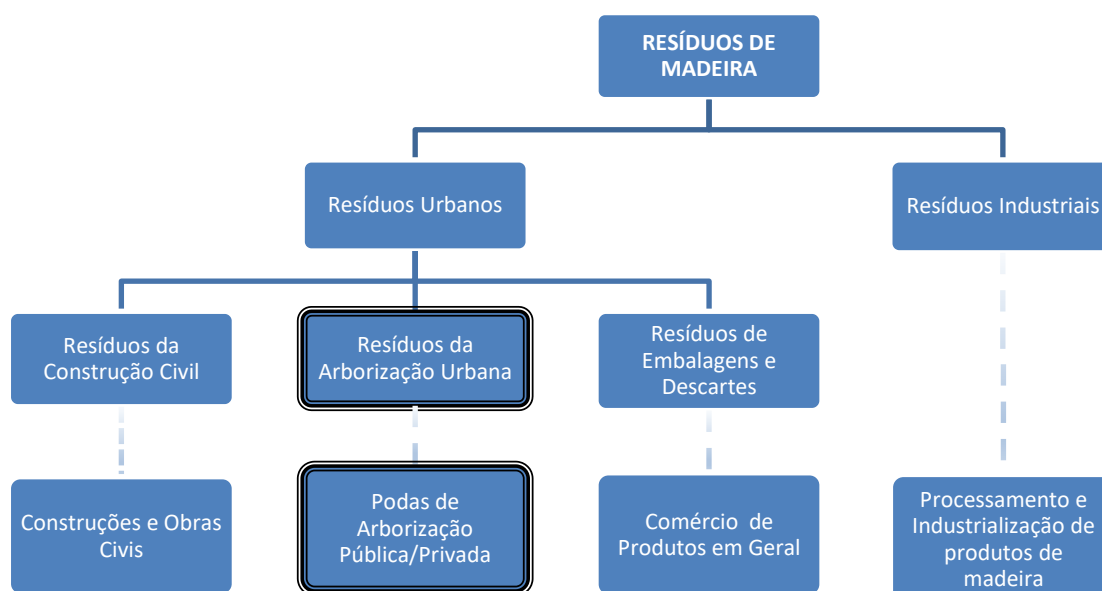 RESÍDUOS DE
MADEIRA
Resíduos Urbanos
Resíduos Industriais
Resíduos da
Construção Civil
Resíduos da
Arborização Urbana
Resíduos de
Embalagens e
Descartes
Construções e Obras
Civis
Podas de
Arborização
Pública/Privada
Comércio de
Produtos em Geral
Processamento e
Industrialização de
produtos de
madeira